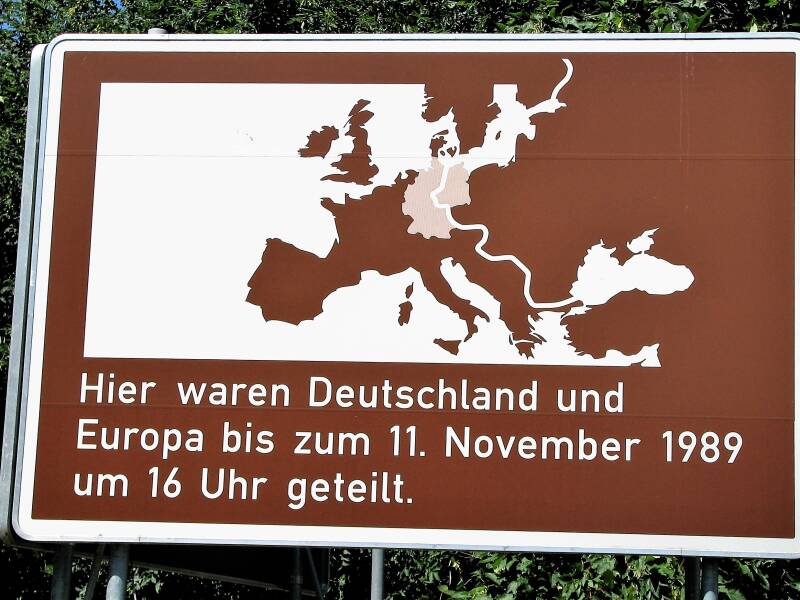 Hier waren Deutschland und
Europa bis zum 11. November 1989
um 16 Uhr geteilt.